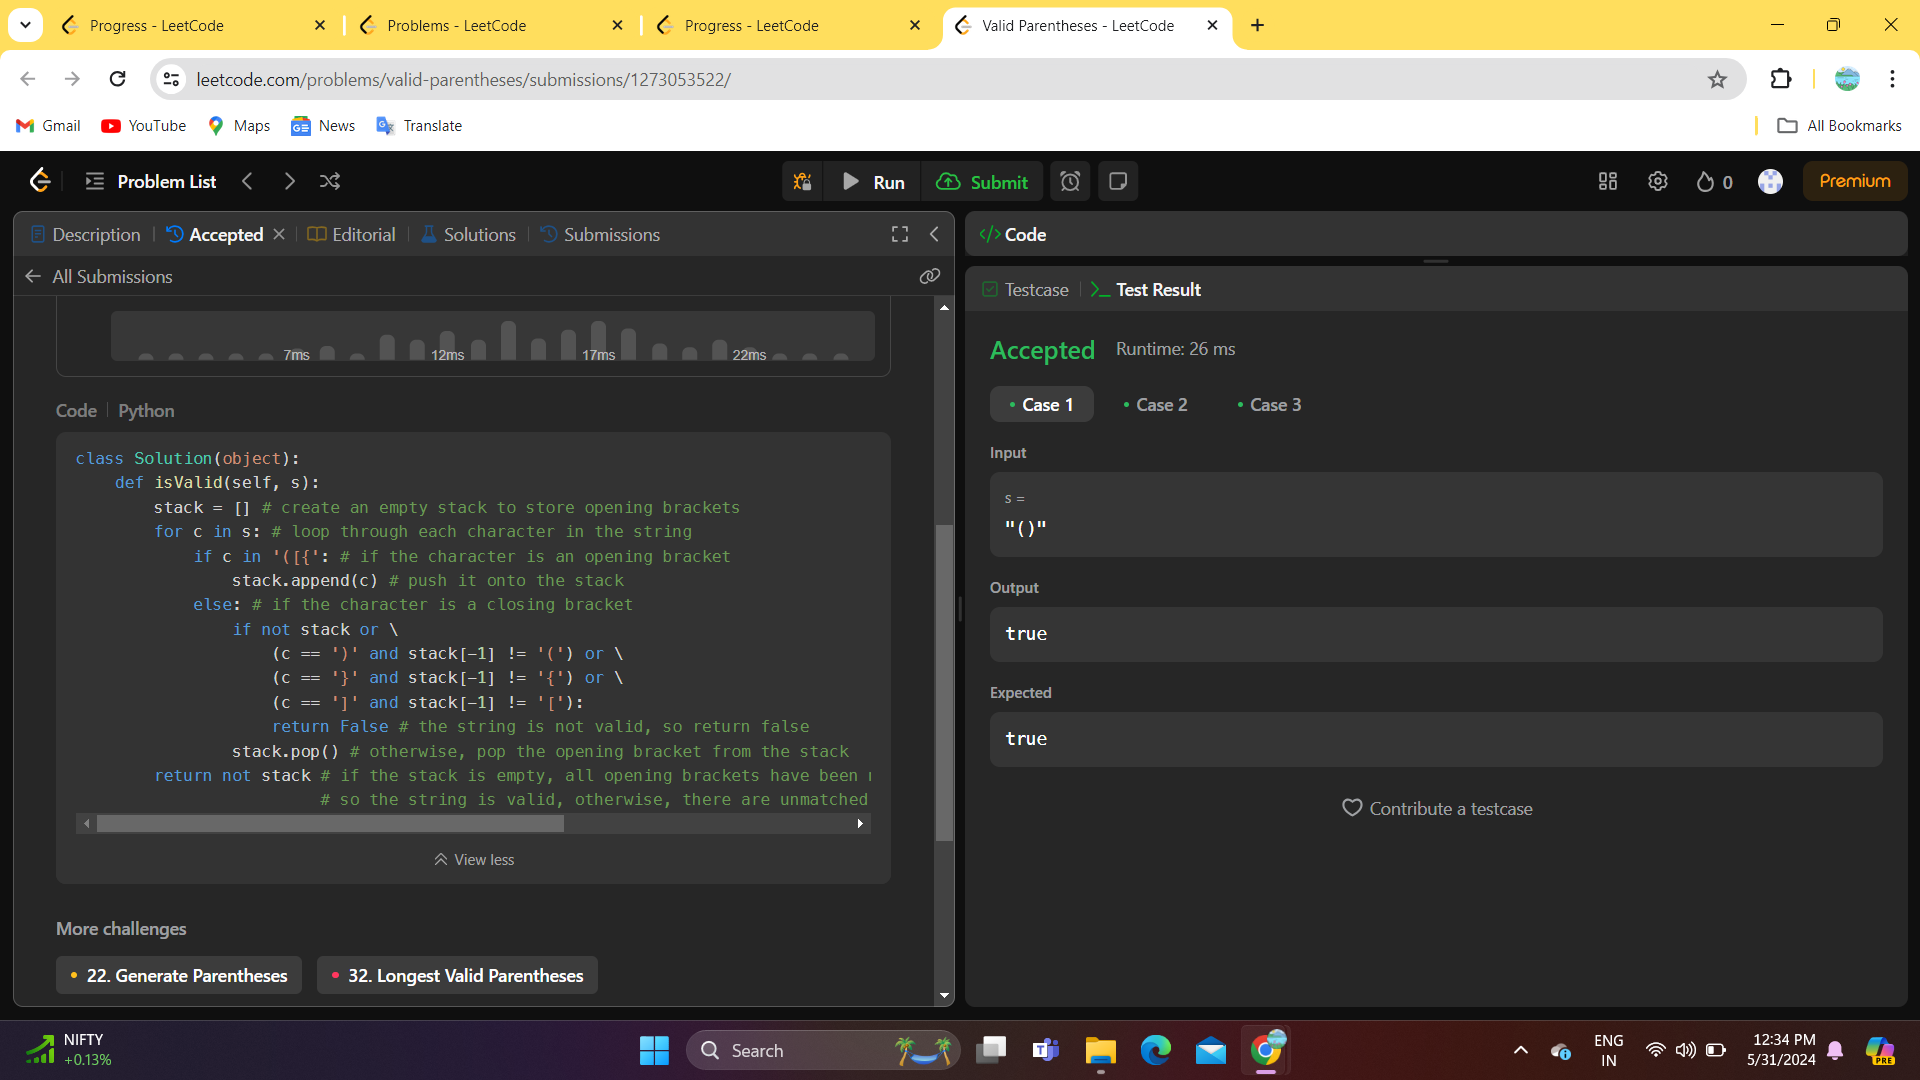 Progress - LeetCode
Problems - LeetCode
Progress - LeetCode
Valid Parentheses - LeetCode
leetcode.com/problems/valid-parentheses/submissions/1273053522/
Gmail YouTube Maps News Translate All Bookmarks
Problem List Run Submit 0 Premium
Description Accepted Editorial Solutions Submissions
All Submissions
7ms 12ms 17ms 22ms
Code Python
class Solution(object):
    def isValid(self, s):
        stack = [] # create an empty stack to store opening brackets
        for c in s: # loop through each character in the string
            if c in '([{': # if the character is an opening bracket
                stack.append(c) # push it onto the stack
            else: # if the character is a closing bracket
                if not stack or \
                    (c == ')' and stack[-1] != '(') or \
                    (c == '}' and stack[-1] != '{') or \
                    (c == ']' and stack[-1] != '['):
                    return False # the string is not valid, so return false
                stack.pop() # otherwise, pop the opening bracket from the stack
        return not stack # if the stack is empty, all opening brackets have been
                         # so the string is valid, otherwise, there are unmatched
View less
More challenges
22. Generate Parentheses
32. Longest Valid Parentheses
</> Code
Testcase Test Result
Accepted Runtime: 26 ms
Case 1 Case 2 Case 3
Input
s =
"()"
Output
true
Expected
true
Contribute a testcase
NIFTY
+0.13%
Search
ENG
IN
12:34 PM
5/31/2024
PRE